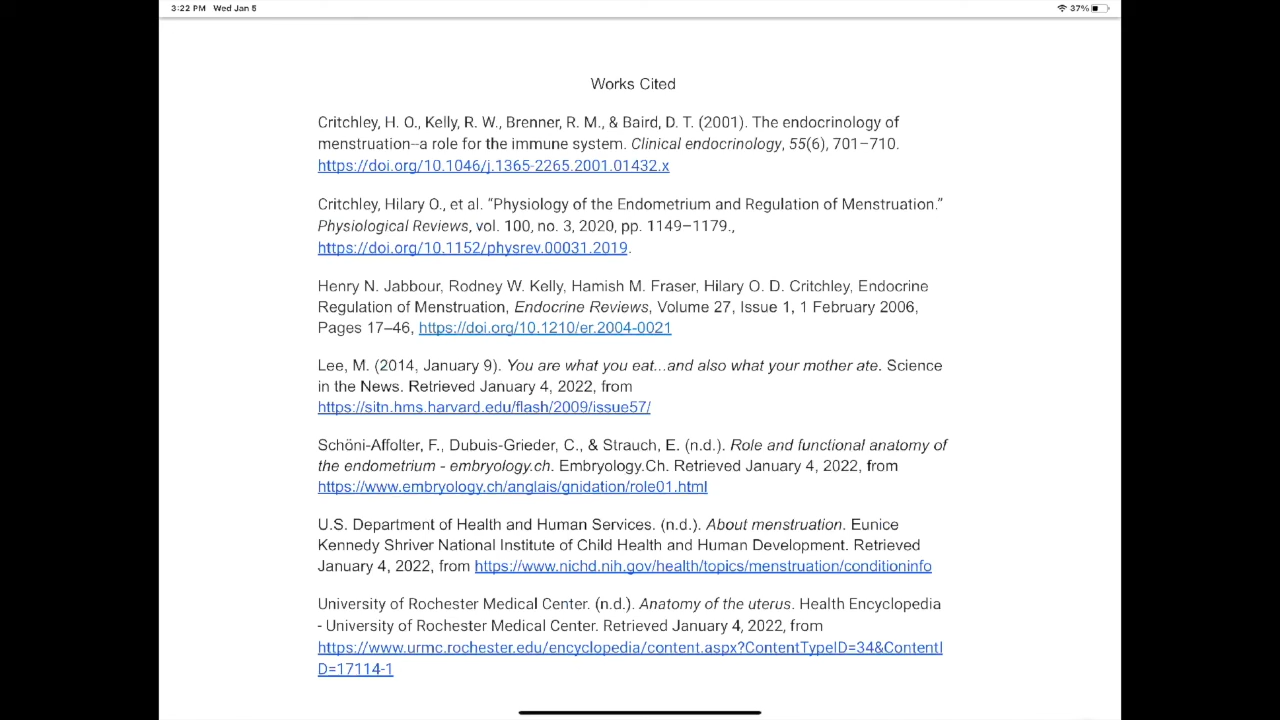 3:22 PM Wed Jan 5
37%
Works Cited
Critchley, H. O., Kelly, R. W., Brenner, R. M., & Baird, D. T. (2001). The endocrinology of
menstruation--a role for the immune system. Clinical endocrinology, 55(6), 701–710.
https://doi.org/10.1046/j.1365-2265.2001.01432.x
Critchley, Hilary O., et al. “Physiology of the Endometrium and Regulation of Menstruation.”
Physiological Reviews, vol. 100, no. 3, 2020, pp. 1149–1179.,
https://doi.org/10.1152/physrev.00031.2019.
Henry N. Jabbour, Rodney W. Kelly, Hamish M. Fraser, Hilary O. D. Critchley, Endocrine
Regulation of Menstruation, Endocrine Reviews, Volume 27, Issue 1, 1 February 2006,
Pages 17–46, https://doi.org/10.1210/er.2004-0021
Lee, M. (2014, January 9). You are what you eat...and also what your mother ate. Science
in the News. Retrieved January 4, 2022, from
https://sitn.hms.harvard.edu/flash/2009/issue57/
Schöni-Affolter, F., Dubuis-Grieder, C., & Strauch, E. (n.d.). Role and functional anatomy of
the endometrium - embryology.ch. Embryology.Ch. Retrieved January 4, 2022, from
https://www.embryology.ch/anglais/gnidation/role01.html
U.S. Department of Health and Human Services. (n.d.). About menstruation. Eunice
Kennedy Shriver National Institute of Child Health and Human Development. Retrieved
January 4, 2022, from https://www.nichd.nih.gov/health/topics/menstruation/conditioninfo
University of Rochester Medical Center. (n.d.). Anatomy of the uterus. Health Encyclopedia
- University of Rochester Medical Center. Retrieved January 4, 2022, from
https://www.urmc.rochester.edu/encyclopedia/content.aspx?ContentTypeID=34&ContentI
D=17114-1